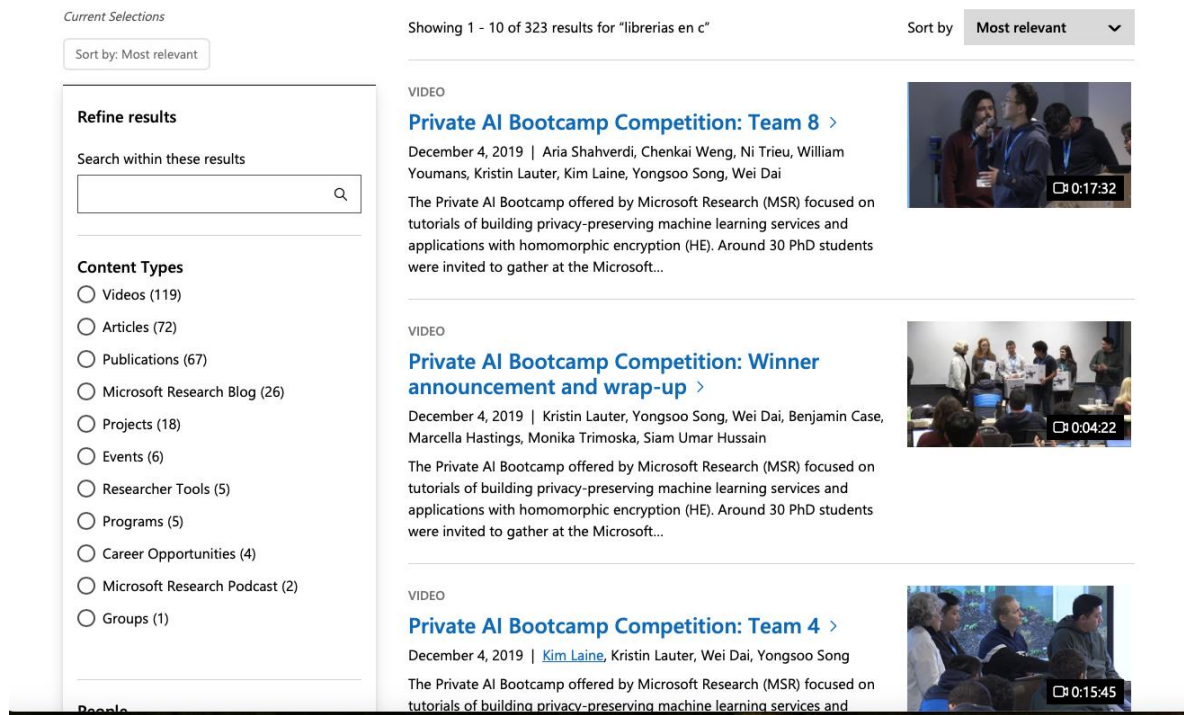 Current Selections
Sort by: Most relevant
Refine results
Search within these results
Content Types
Videos (119)
Articles (72)
Publications (67)
Microsoft Research Blog (26)
Projects (18)
Events (6)
Researcher Tools (5)
Programs (5)
Career Opportunities (4)
Microsoft Research Podcast (2)
Groups (1)
People
Showing 1 - 10 of 323 results for “librerias en c”
Sort by Most relevant
VIDEO
Private AI Bootcamp Competition: Team 8 >
December 4, 2019 | Aria Shahverdi, Chenkai Weng, Ni Trieu, William
Youmans, Kristin Lauter, Kim Laine, Yongsoo Song, Wei Dai
The Private AI Bootcamp offered by Microsoft Research (MSR) focused on
tutorials of building privacy-preserving machine learning services and
applications with homomorphic encryption (HE). Around 30 PhD students
were invited to gather at the Microsoft...
0:17:32
VIDEO
Private AI Bootcamp Competition: Winner
announcement and wrap-up >
December 4, 2019 | Kristin Lauter, Yongsoo Song, Wei Dai, Benjamin Case,
Marcella Hastings, Monika Trimoska, Siam Umar Hussain
The Private AI Bootcamp offered by Microsoft Research (MSR) focused on
tutorials of building privacy-preserving machine learning services and
applications with homomorphic encryption (HE). Around 30 PhD students
were invited to gather at the Microsoft...
0:04:22
VIDEO
Private AI Bootcamp Competition: Team 4 >
December 4, 2019 | Kim Laine, Kristin Lauter, Wei Dai, Yongsoo Song
The Private AI Bootcamp offered by Microsoft Research (MSR) focused on
tutorials of building privacy-preserving machine learning services and
0:15:45